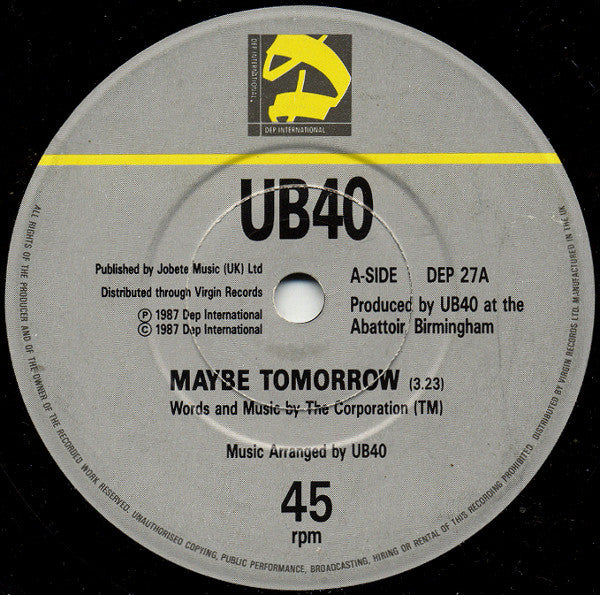 DEP INTERNATIONAL
DEP INTERNATIONAL
UB40
Published by Jobete Music (UK) Ltd
Distributed through Virgin Records
Ⓟ 1987 Dep International
© 1987 Dep International
A-SIDE DEP 27A
Produced by UB40 at the
Abattoir, Birmingham
MAYBE TOMORROW (3.23)
Words and Music by The Corporation (TM)
Music Arranged by UB40
45
rpm
ALL RIGHTS OF THE PRODUCER AND OF THE OWNER OF THE RECORDED WORK RESERVED. UNAUTHORISED COPYING, PUBLIC PERFORMANCE, BROADCASTING, HIRING OR RENTAL OF THIS RECORDING PROHIBITED. DISTRIBUTED BY VIRGIN RECORDS LTD. MANUFACTURED IN THE UK